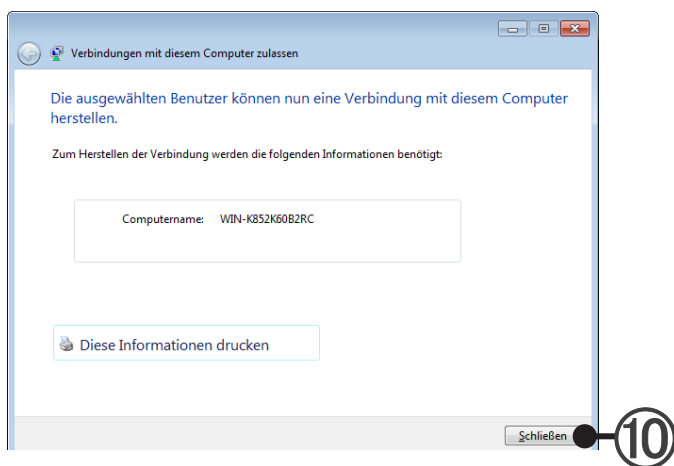 Verbindungen mit diesem Computer zulassen
Die ausgewählten Benutzer können nun eine Verbindung mit diesem Computer
herstellen.
Zum Herstellen der Verbindung werden die folgenden Informationen benötigt:
Computername: WIN-K852K60B2RC
Diese Informationen drucken
Schließen
10